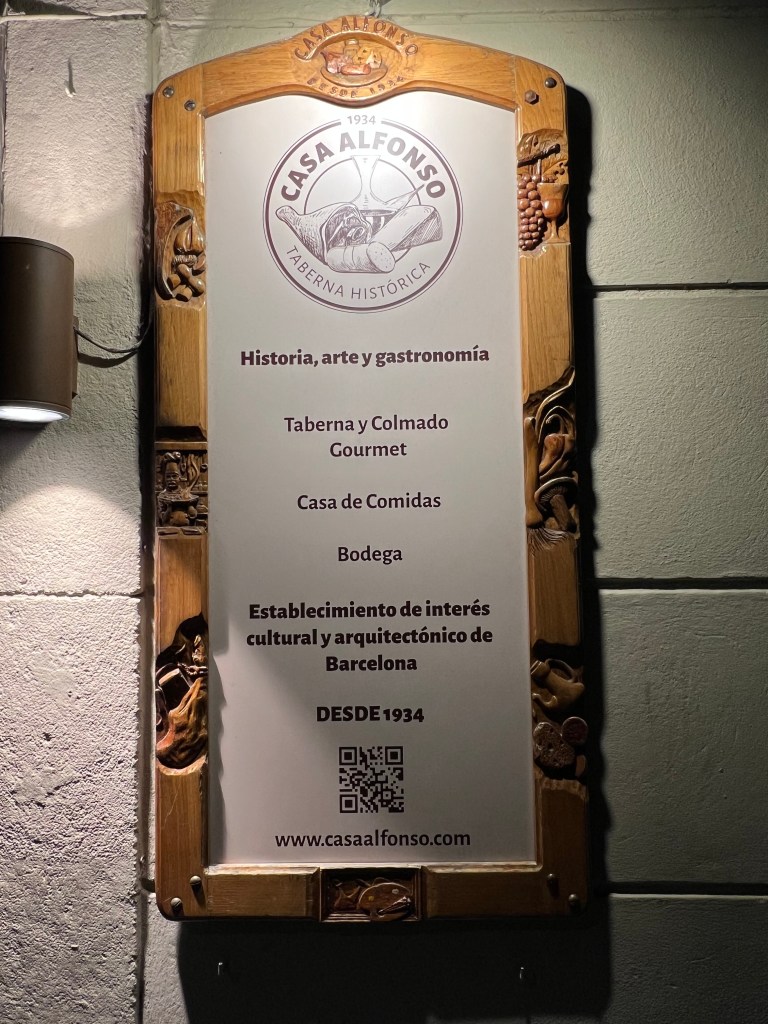 CASA ALFONSO
DESDE 1934
1934
CASA ALFONSO
TABERNA HISTÓRICA
Historia, arte y gastronomía
Taberna y Colmado
Gourmet
Casa de Comidas
Bodega
Establecimiento de interés
cultural y arquitectónico de
Barcelona
DESDE 1934
www.casaalfonso.com